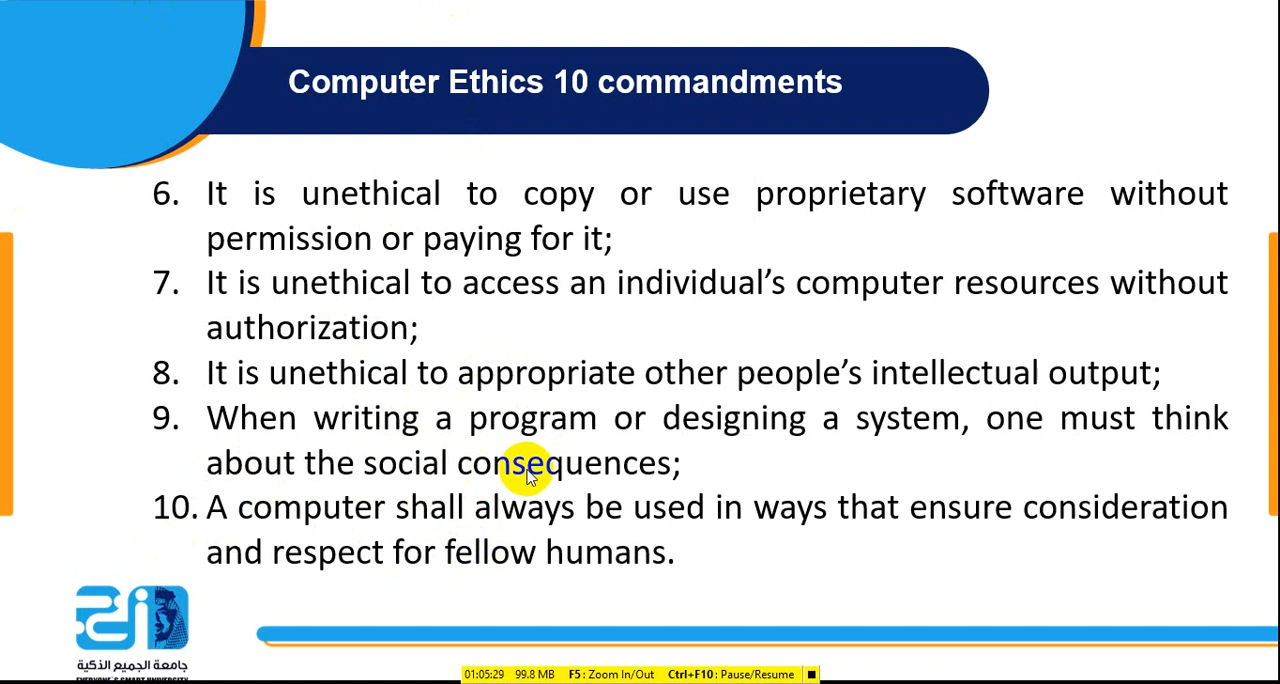 Computer Ethics 10 commandments
6. It is unethical to copy or use proprietary software without
permission or paying for it;
7. It is unethical to access an individual’s computer resources without
authorization;
8. It is unethical to appropriate other people’s intellectual output;
9. When writing a program or designing a system, one must think
about the social consequences;
10. A computer shall always be used in ways that ensure consideration
and respect for fellow humans.
جامعة الجميع الذكية
EVERYONE'S SMART UNIVERSITY
01:05:29 99.8 MB F5: Zoom In/Out Ctrl+F10: Pause/Resume